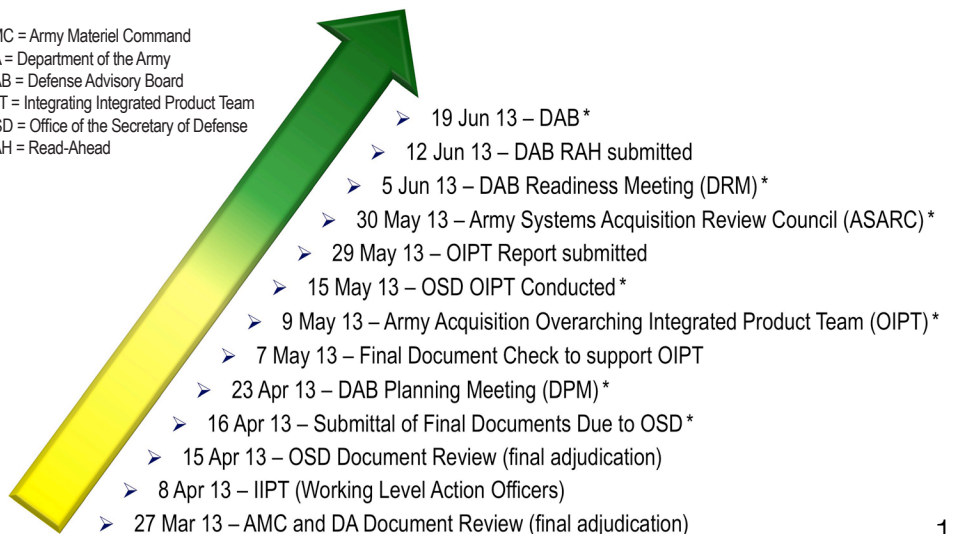 MC = Army Materiel Command
A = Department of the Army
AB = Defense Advisory Board
PT = Integrating Integrated Product Team
SD = Office of the Secretary of Defense
AH = Read-Ahead
➢ 19 Jun 13 – DAB*
➢ 12 Jun 13 – DAB RAH submitted
➢ 5 Jun 13 – DAB Readiness Meeting (DRM)*
➢ 30 May 13 – Army Systems Acquisition Review Council (ASARC)*
➢ 29 May 13 – OIPT Report submitted
➢ 15 May 13 – OSD OIPT Conducted*
➢ 9 May 13 – Army Acquisition Overarching Integrated Product Team (OIPT)*
➢ 7 May 13 – Final Document Check to support OIPT
➢ 23 Apr 13 – DAB Planning Meeting (DPM)*
➢ 16 Apr 13 – Submittal of Final Documents Due to OSD*
➢ 15 Apr 13 – OSD Document Review (final adjudication)
➢ 8 Apr 13 – IIPT (Working Level Action Officers)
➢ 27 Mar 13 – AMC and DA Document Review (final adjudication)
1